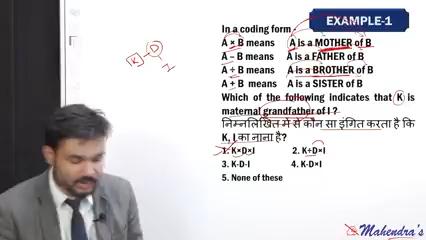 EXAMPLE-1
In a coding form
A × B means A is a MOTHER of B
A – B means A is a FATHER of B
A ÷ B means A is a BROTHER of B
A + B means A is a SISTER of B
Which of the following indicates that K is
maternal grandfather of I ?
निम्नलिखित में से कौन सा इंगित करता है कि
K, I का नाना है?
1. K×D×I 2. K÷D×I
3. K-D-I 4. K-D×I
5. None of these
K D
I
Mahendra's